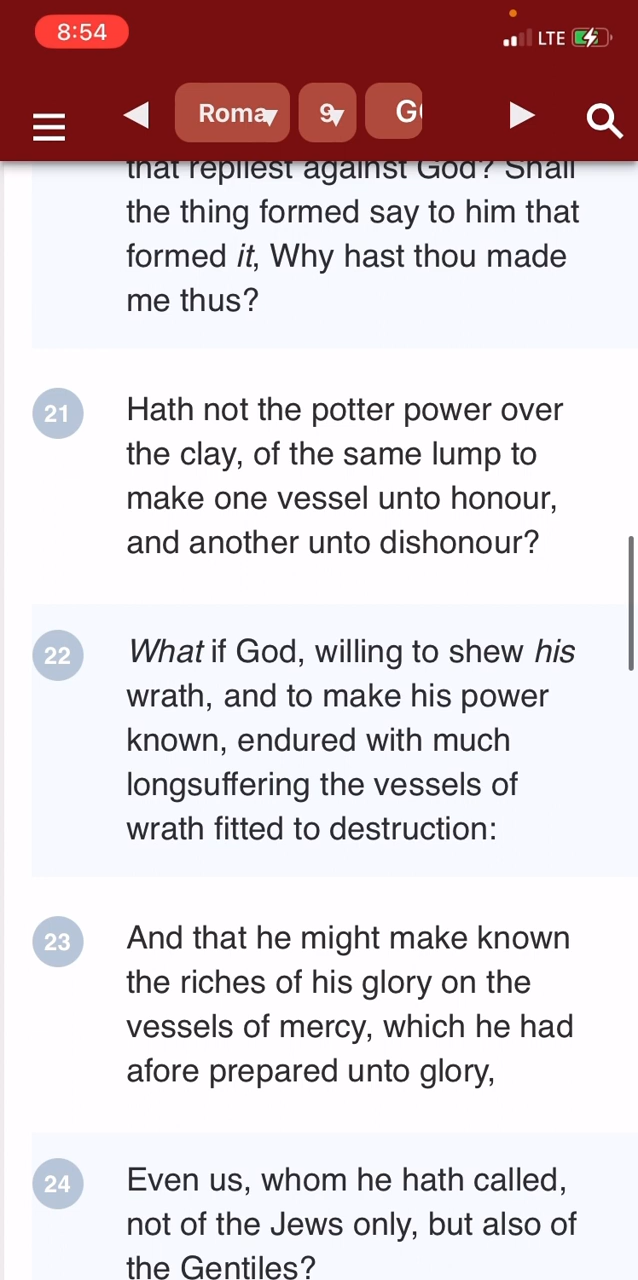 8:54
LTE
Roma
9
G
that repliest against God? Shall
the thing formed say to him that
formed it, Why hast thou made
me thus?
21
Hath not the potter power over
the clay, of the same lump to
make one vessel unto honour,
and another unto dishonour?
22
What if God, willing to shew his
wrath, and to make his power
known, endured with much
longsuffering the vessels of
wrath fitted to destruction:
23
And that he might make known
the riches of his glory on the
vessels of mercy, which he had
afore prepared unto glory,
24
Even us, whom he hath called,
not of the Jews only, but also of
the Gentiles?